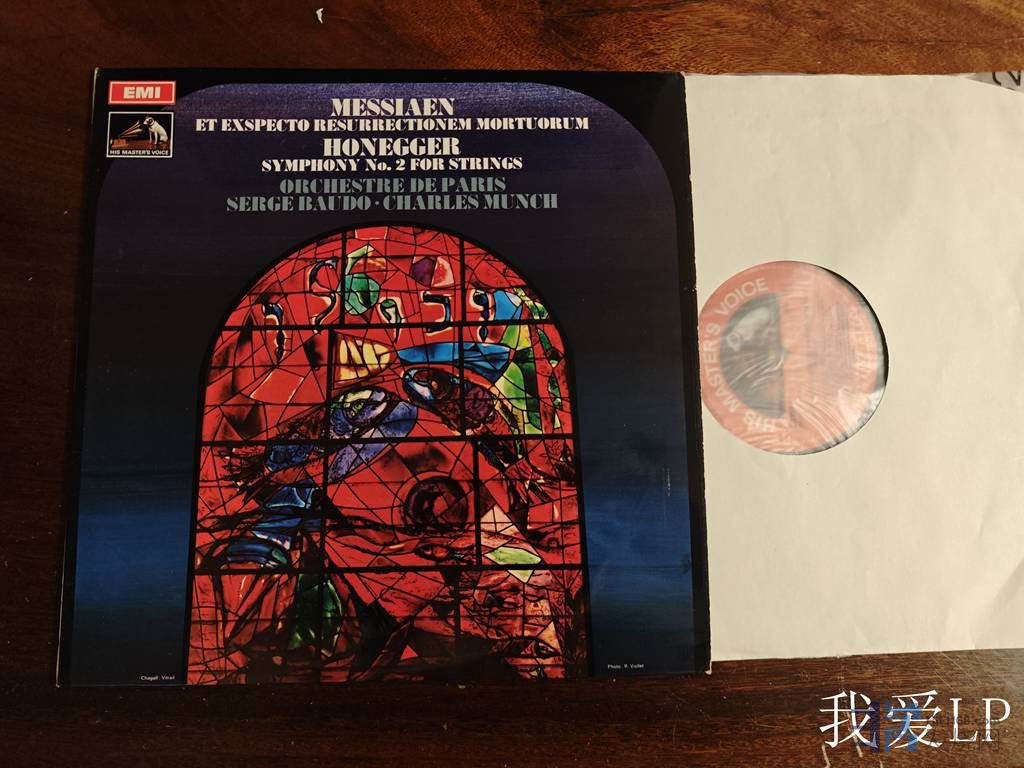 EMI
HIS MASTER'S VOICE
MESSIAEN
ET EXSPECTO RESURRECTIONEM MORTUORUM
HONEGGER
SYMPHONY No. 2 FOR STRINGS
ORCHESTRE DE PARIS
SERGE BAUDO · CHARLES MUNCH
Chagall : Vitrail
Photo : P. Viollet
HIS MASTER'S VOICE
我爱LP